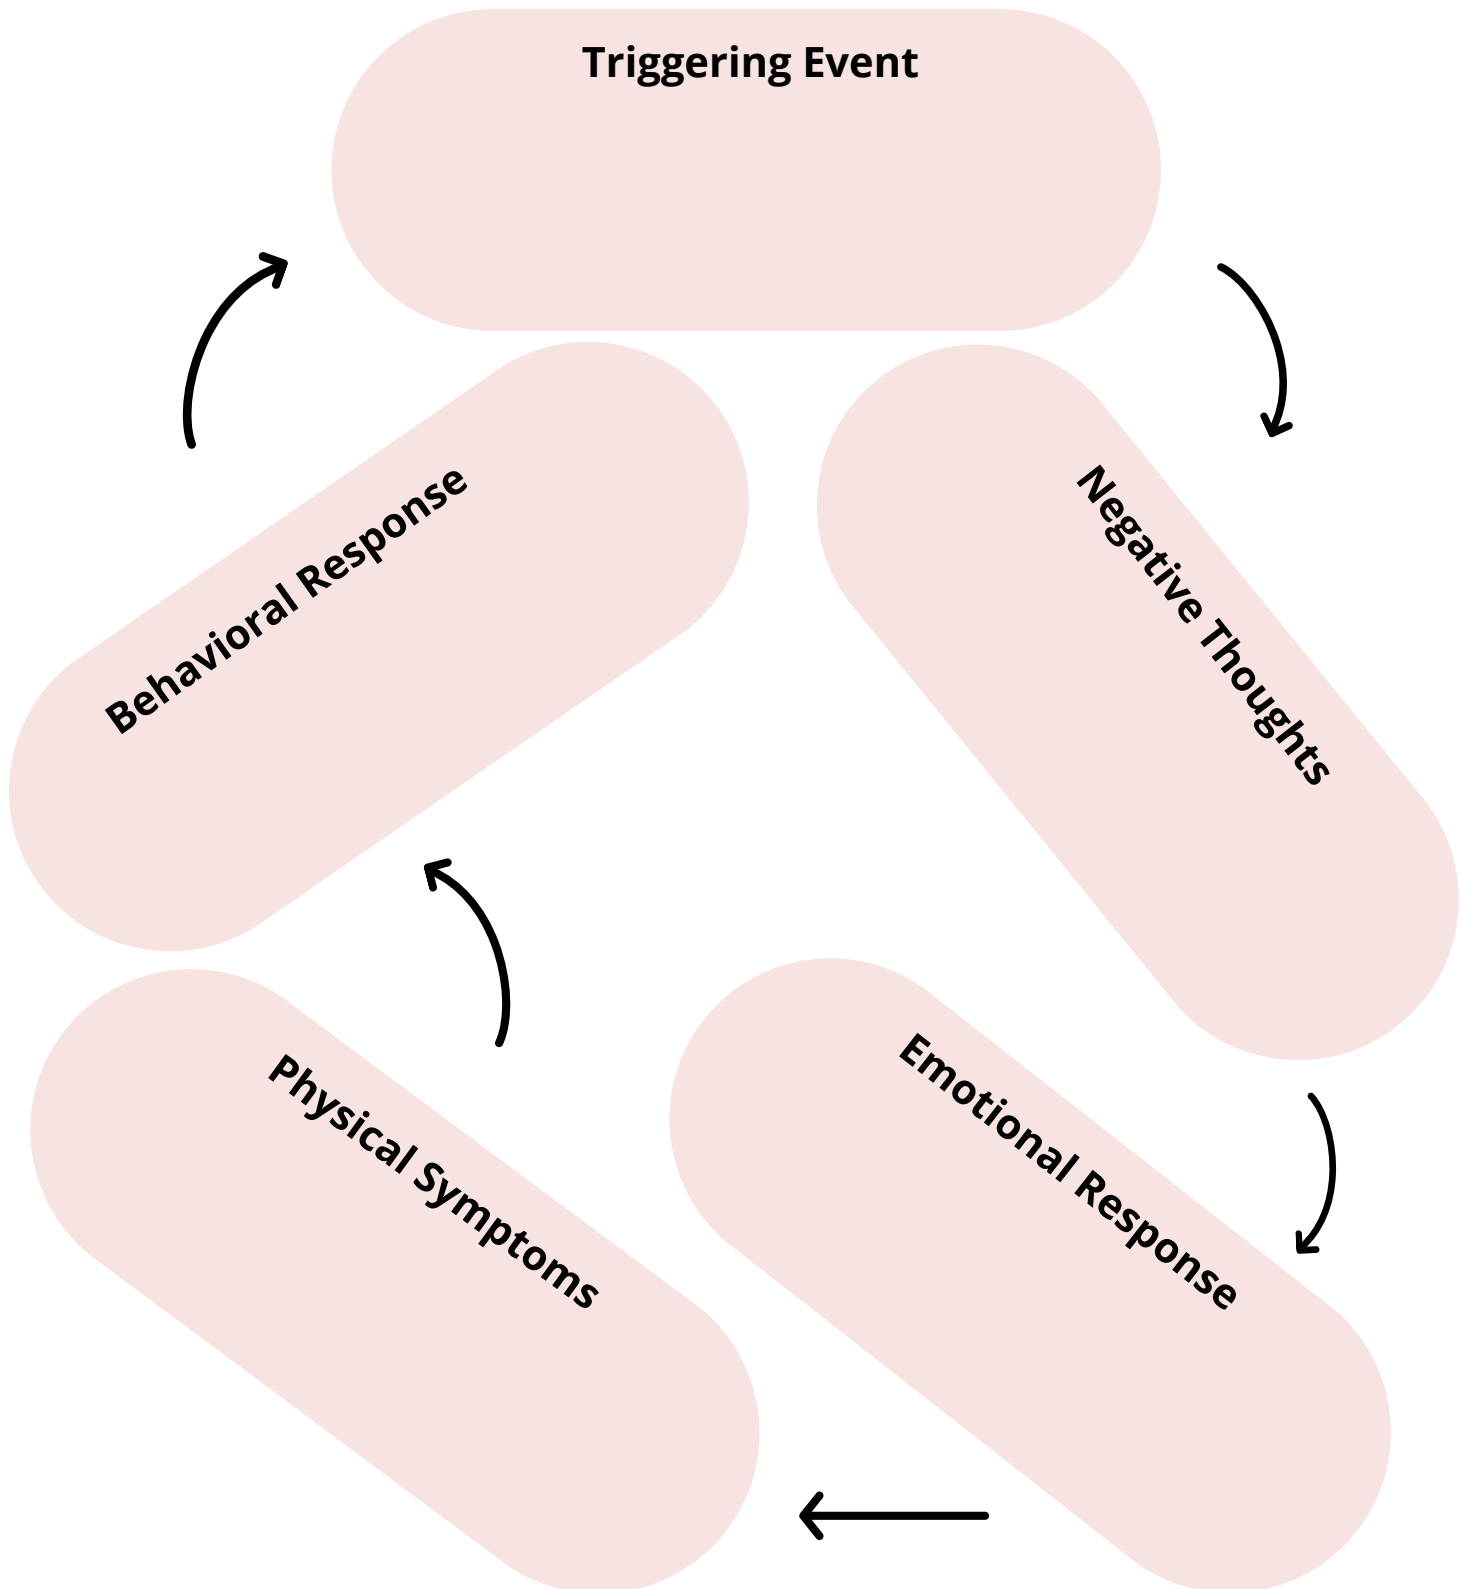 Triggering Event
Negative Thoughts
Emotional Response
Physical Symptoms
Behavioral Response